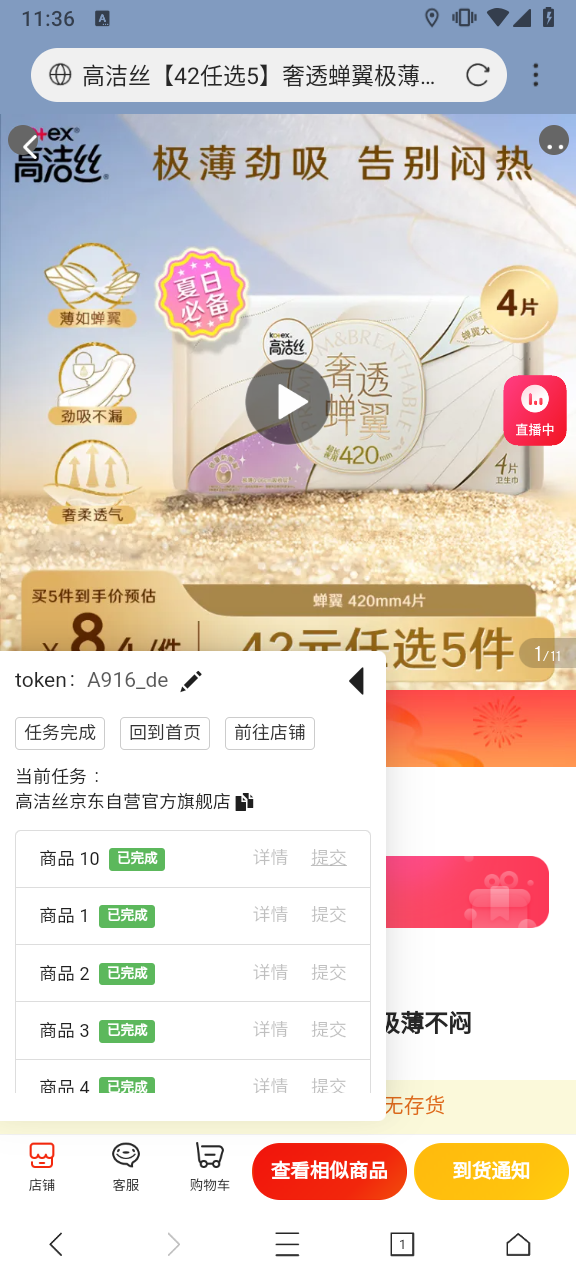 11:36
高洁丝【42任选5】奢透蝉翼极薄...
高洁丝
极薄劲吸 告别闷热
夏日
必备
4片
薄如蝉翼
劲吸不漏
奢柔透气
高洁丝
奢透
蝉翼
420mm
4片
卫生巾
直播中
买5件到手价预估
蝉翼 420mm4片
42元任选5件
1/11
token: A916_de
任务完成 回到首页 前往店铺
当前任务：
高洁丝京东自营官方旗舰店
商品 10 已完成 详情 提交
商品 1 已完成 详情 提交
商品 2 已完成 详情 提交
商品 3 已完成 详情 提交
商品 4 已完成 详情 提交
极薄不闷
无存货
店铺 客服 购物车 查看相似商品 到货通知
1